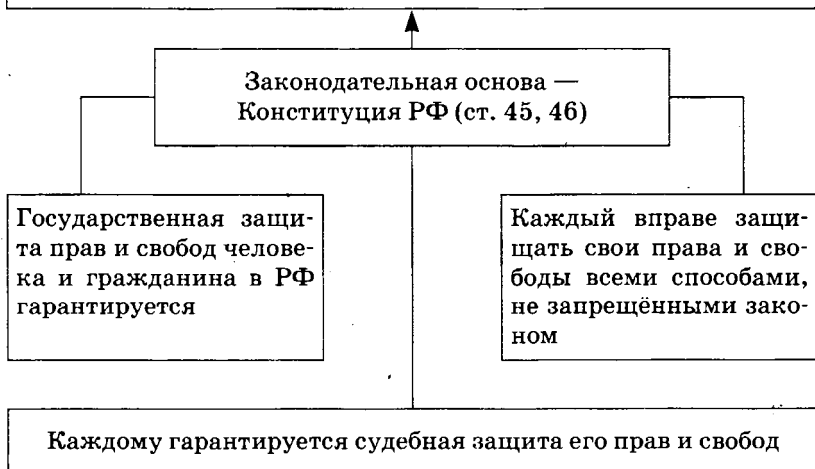 Законодательная основа —
Конституция РФ (ст. 45, 46)
Государственная защи-
та прав и свобод челове-
ка и гражданина в РФ
гарантируется
Каждый вправе защи-
щать свои права и сво-
боды всеми способами,
не запрещёнными зако-
ном
Каждому гарантируется судебная защита его прав и свобод